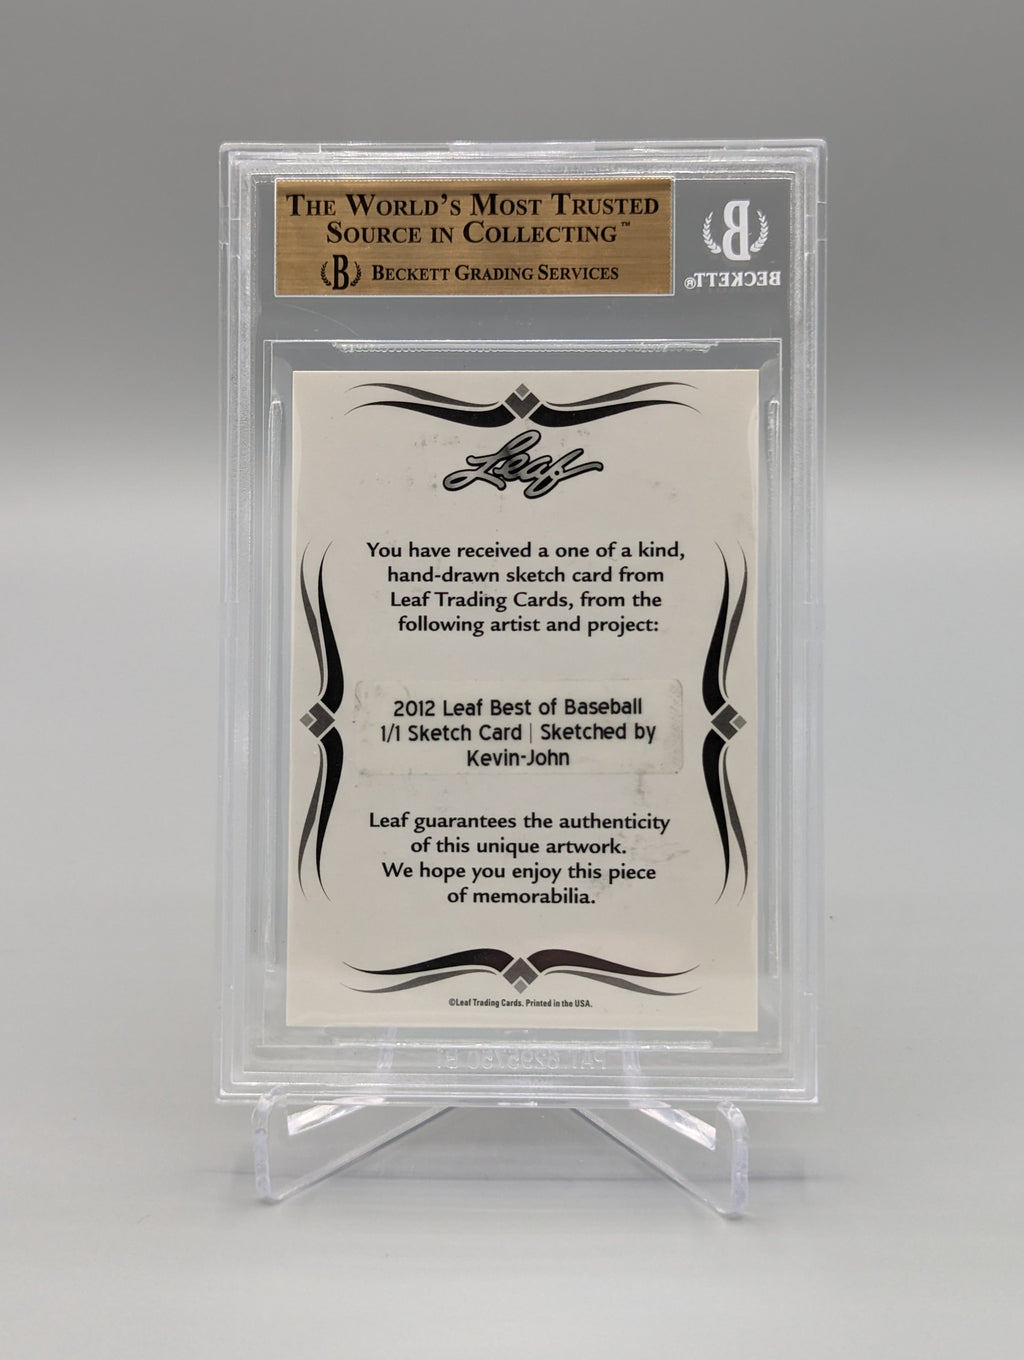 The World's Most Trusted
Source in Collecting™
B Beckett Grading Services
B
BECKETT®
Leaf
You have received a one of a kind,
hand-drawn sketch card from
Leaf Trading Cards, from the
following artist and project:
2012 Leaf Best of Baseball
1/1 Sketch Card | Sketched by
Kevin-John
Leaf guarantees the authenticity
of this unique artwork.
We hope you enjoy this piece
of memorabilia.
©Leaf Trading Cards. Printed in the USA.